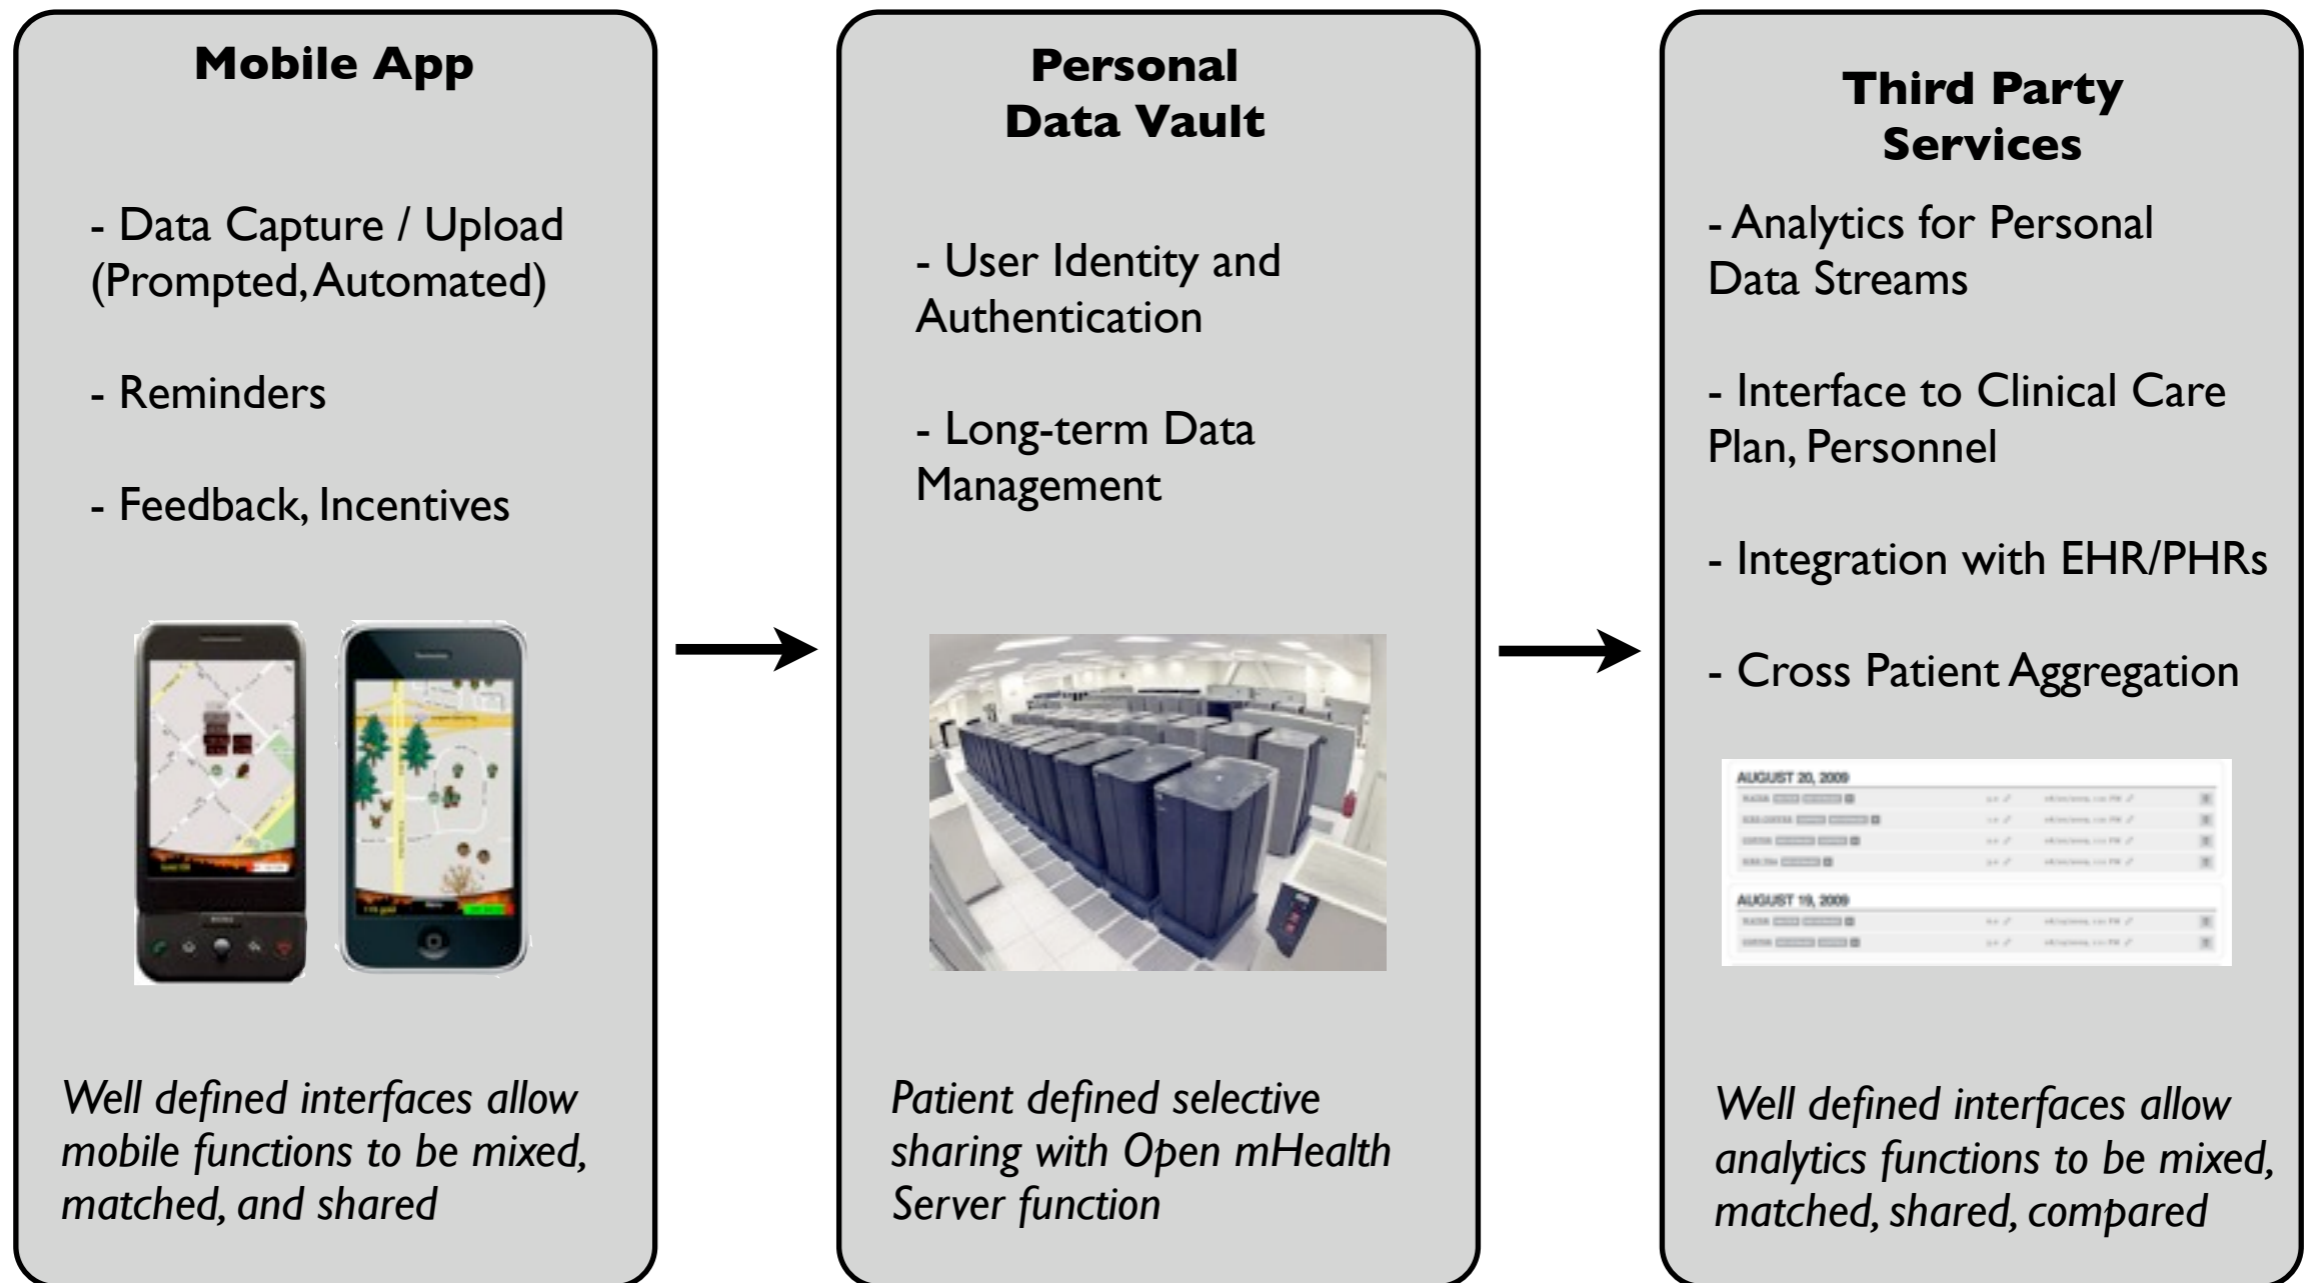 Mobile App
- Data Capture / Upload
(Prompted, Automated)
- Reminders
- Feedback, Incentives
Well defined interfaces allow
mobile functions to be mixed,
matched, and shared
Personal
Data Vault
- User Identity and
Authentication
- Long-term Data
Management
Patient defined selective
sharing with Open mHealth
Server function
Third Party
Services
- Analytics for Personal
Data Streams
- Interface to Clinical Care
Plan, Personnel
- Integration with EHR/PHRs
- Cross Patient Aggregation
AUGUST 20, 2009
AUGUST 19, 2009
Well defined interfaces allow
analytics functions to be mixed,
matched, shared, compared